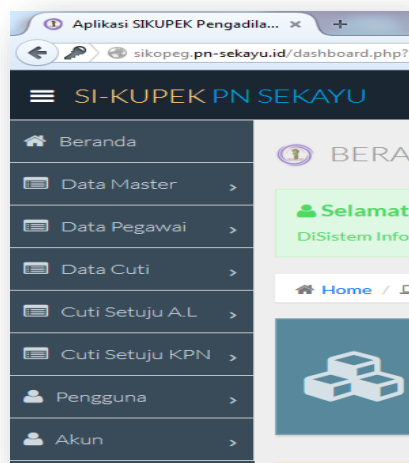 Aplikasi SIKUPEK Pengadila...
sikopeg.pn-sekayu.id/dashboard.php?
SI-KUPEK PN SEKAYU
Beranda
Data Master
Data Pegawai
Data Cuti
Cuti Setuju A.L
Cuti Setuju KPN
Pengguna
Akun
BERA
Selamat
DiSistem Info
Home /